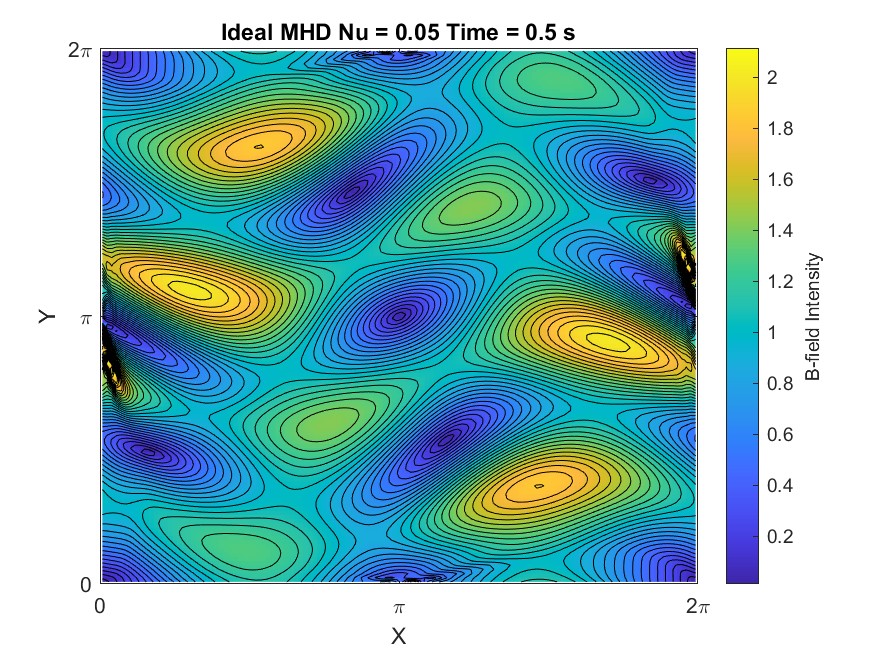 Ideal MHD Nu = 0.05 Time = 0.5 s
2π
π
0
Y
0
π
2π
X
2
1.8
1.6
1.4
1.2
1
0.8
0.6
0.4
0.2
B-field Intensity